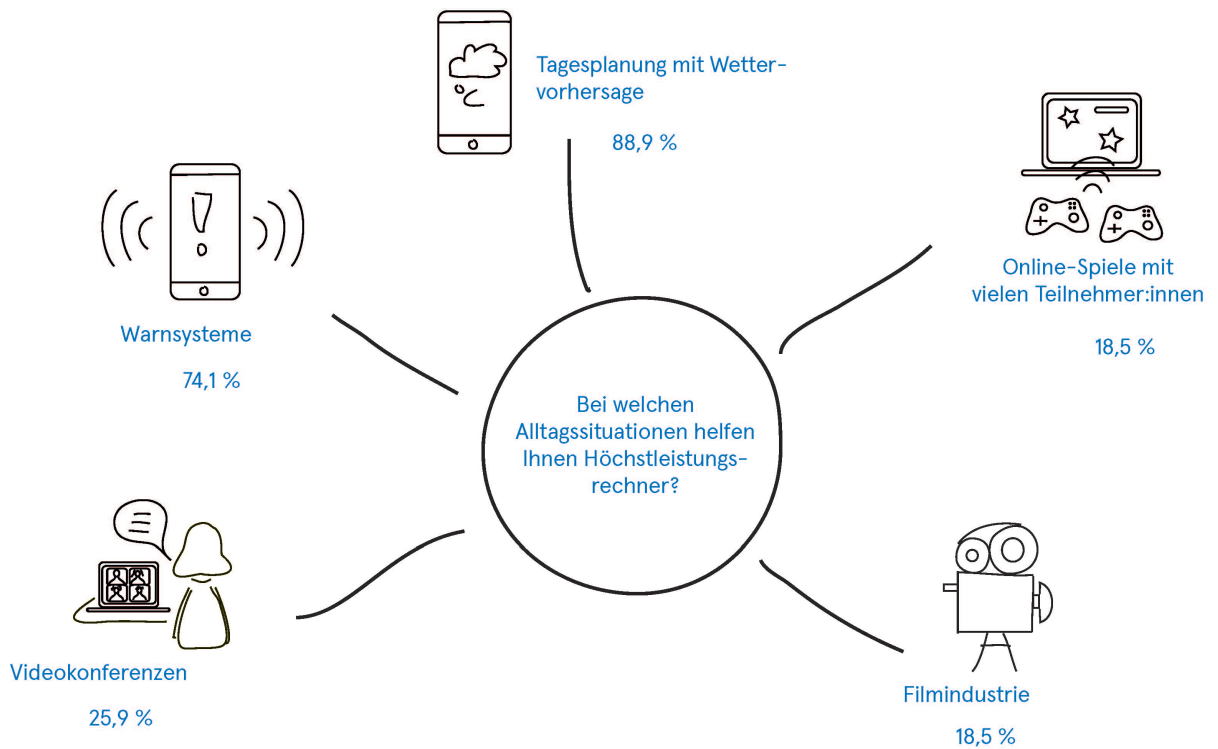 Tagesplanung mit Wetter-
vorhersage
88,9 %
Online-Spiele mit
vielen Teilnehmer:innen
18,5 %
Warnsysteme
74,1 %
Bei welchen
Alltagssituationen helfen
Ihnen Höchstleistungs-
rechner?
Videokonferenzen
25,9 %
Filmindustrie
18,5 %